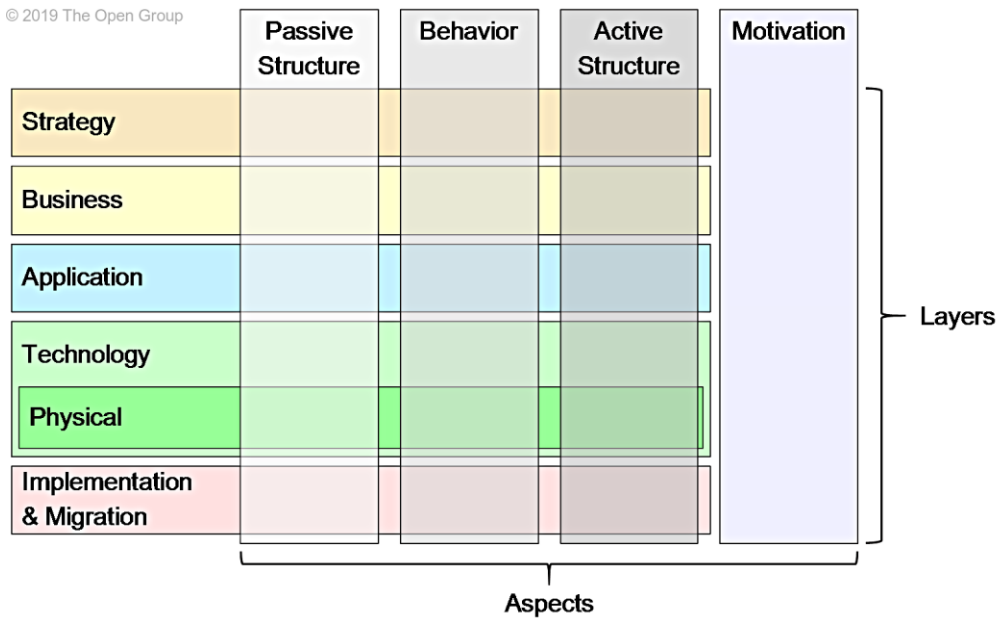 © 2019 The Open Group
Passive
Structure
Behavior
Active
Structure
Motivation
Strategy
Business
Application
Technology
Physical
Implementation
& Migration
Layers
Aspects